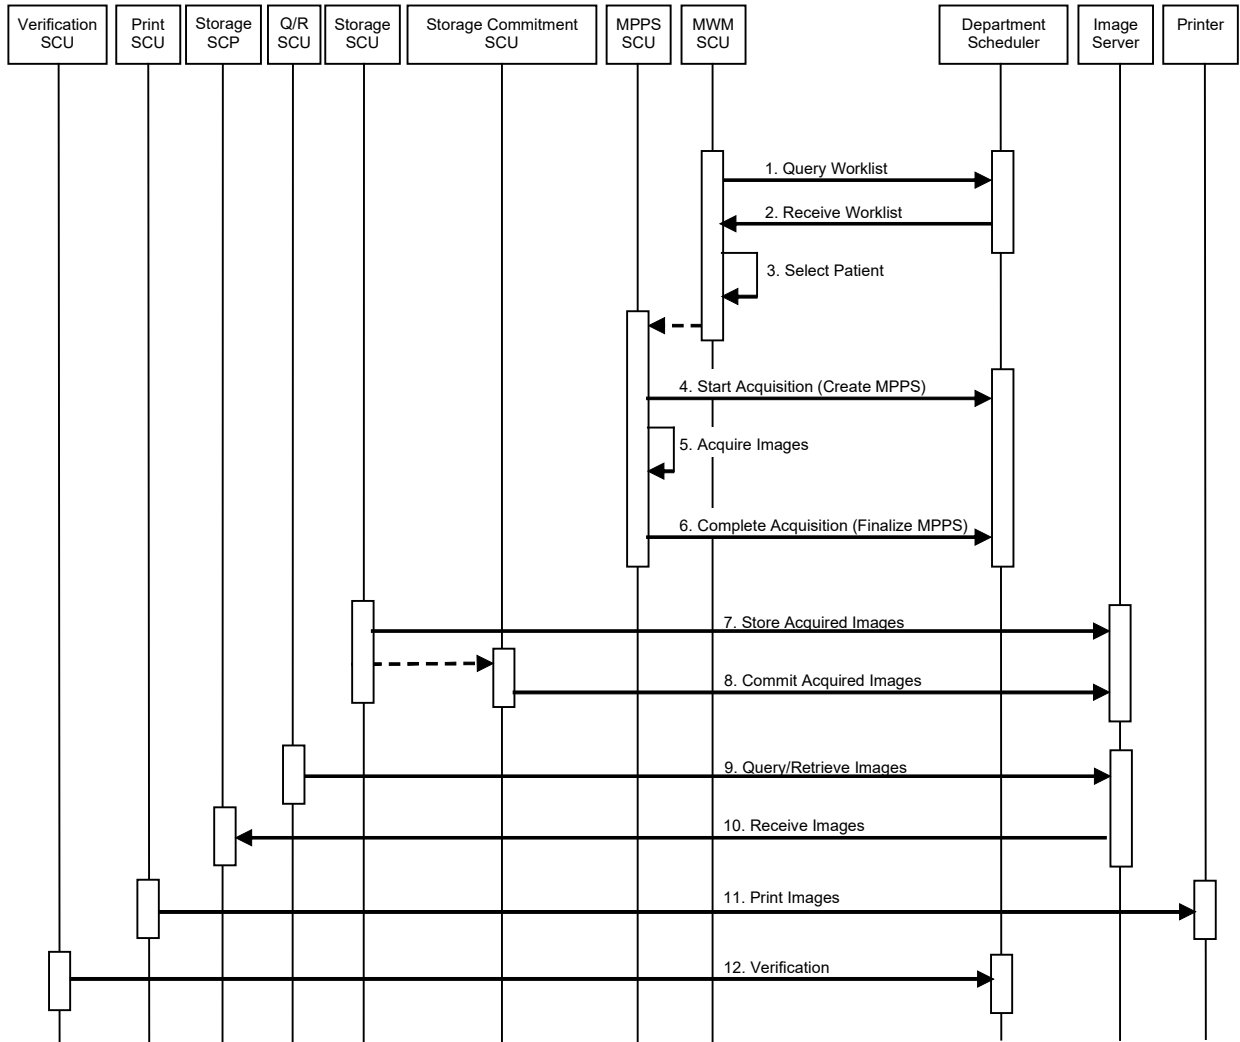 Verification
SCU
Print
SCU
Storage
SCP
Q/R
SCU
Storage
SCU
Storage Commitment
SCU
MPPS
SCU
MWM
SCU
Department
Scheduler
Image
Server
Printer
1. Query Worklist
2. Receive Worklist
3. Select Patient
4. Start Acquisition (Create MPPS)
5. Acquire Images
6. Complete Acquisition (Finalize MPPS)
7. Store Acquired Images
8. Commit Acquired Images
9. Query/Retrieve Images
10. Receive Images
11. Print Images
12. Verification